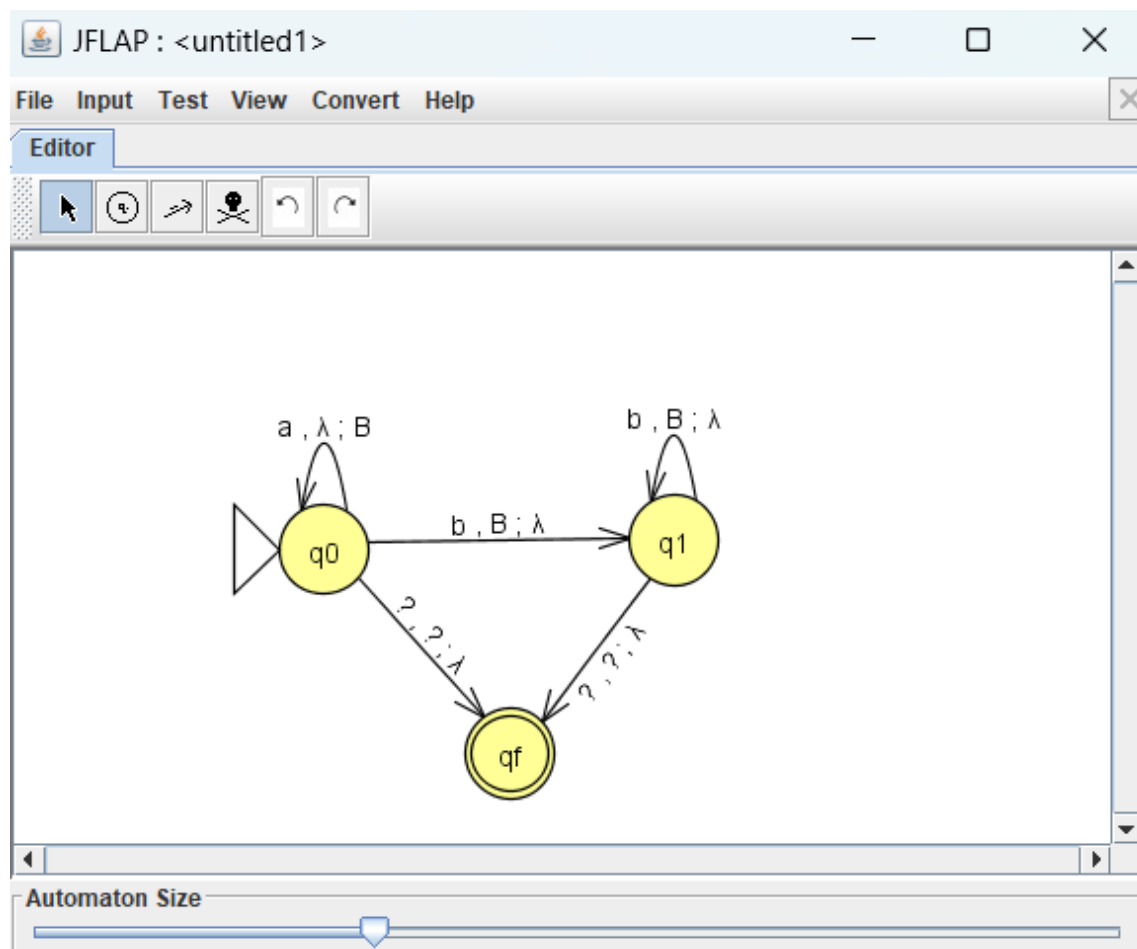 JFLAP : <untitled1>
File Input Test View Convert Help
Editor
a , λ ; B
b , B ; λ
b , B ; λ
q0
q1
? , ? ; λ
? , ? ; λ
qf
Automaton Size